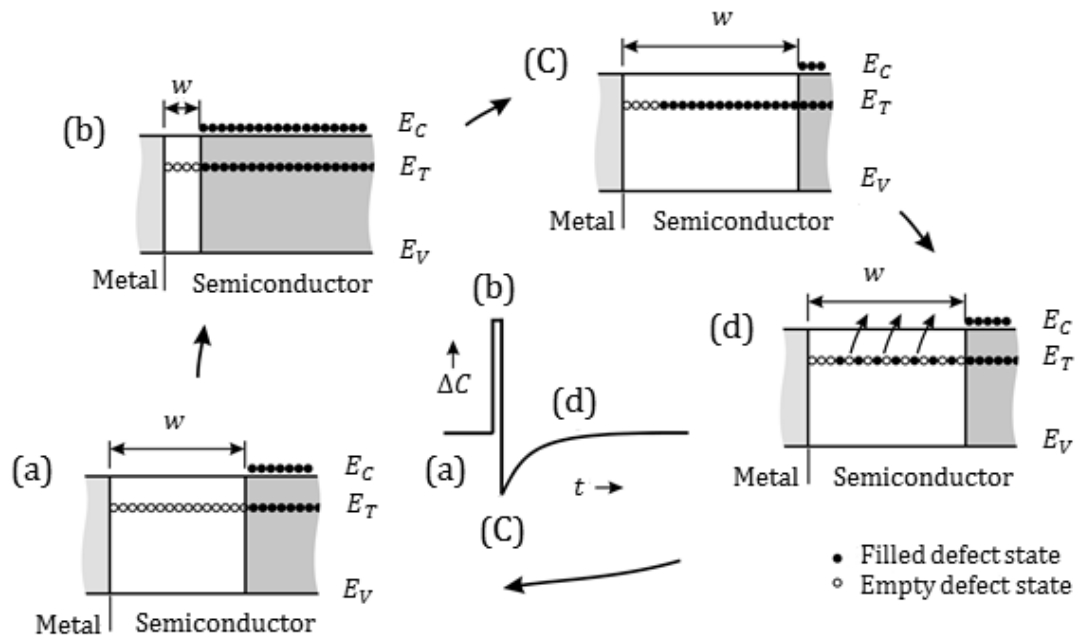 w
(C)
E_C
E_T
E_V
Metal
Semiconductor
w
(b)
E_C
E_T
E_V
Metal
Semiconductor
(b)
ΔC
(d)
(a)
t
(C)
w
(d)
E_C
E_T
E_V
Metal
Semiconductor
w
(a)
E_C
E_T
E_V
Metal
Semiconductor
Filled defect state
Empty defect state